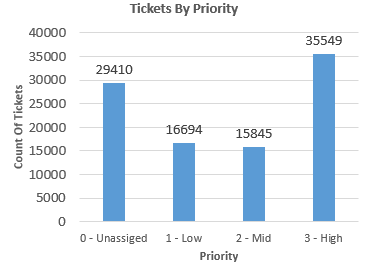 Tickets By Priority
Count Of Tickets
40000
35000
30000
25000
20000
15000
10000
5000
0
29410
16694
15845
35549
0 - Unassiged
1 - Low
2 - Mid
3 - High
Priority